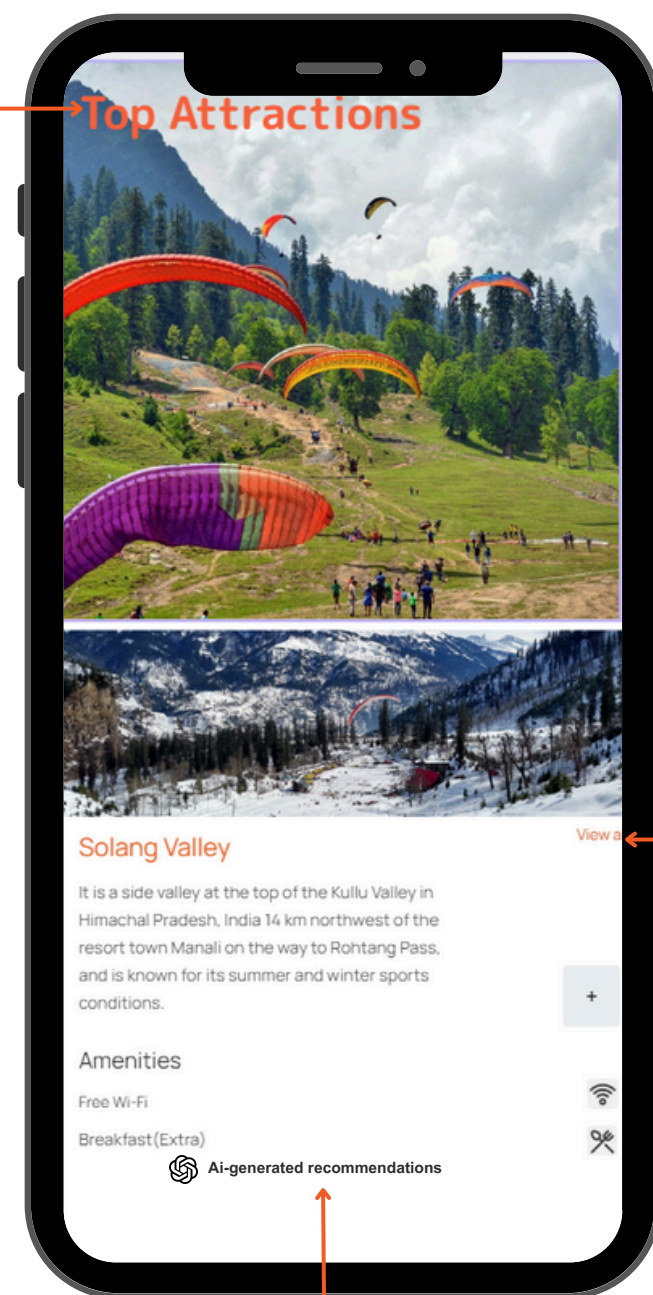 Top Attractions
Solang Valley
View a
It is a side valley at the top of the Kullu Valley in
Himachal Pradesh, India 14 km northwest of the
resort town Manali on the way to Rohtang Pass,
and is known for its summer and winter sports
conditions.
+
Amenities
Free Wi-Fi
Breakfast(Extra)
Ai-generated recommendations